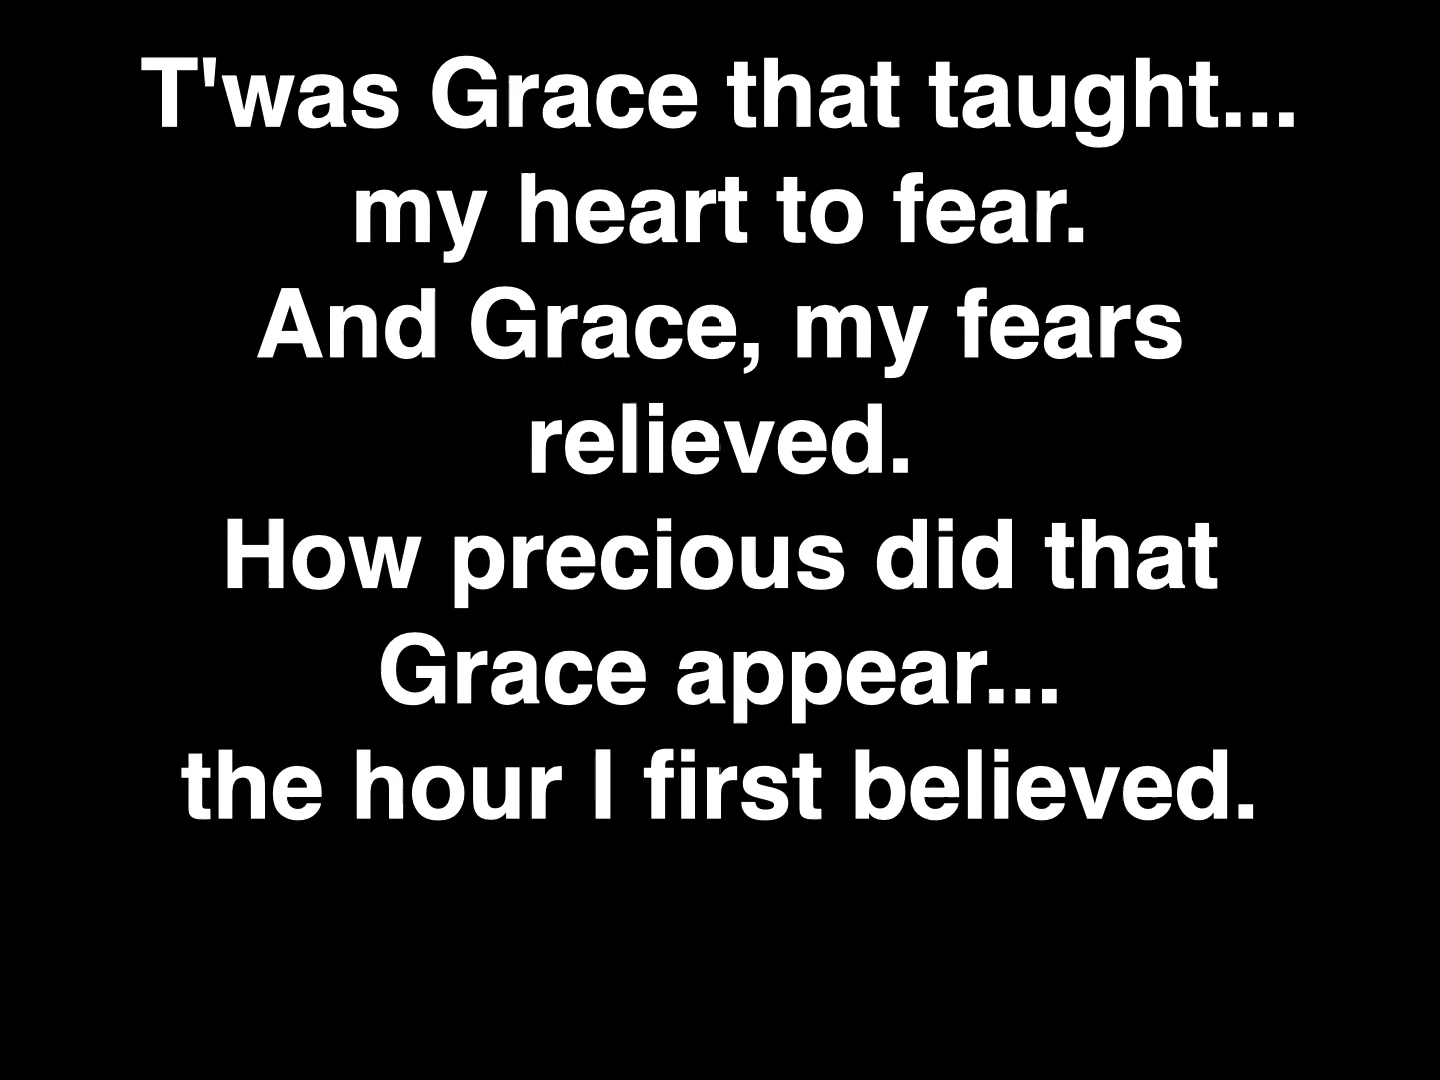 T'was Grace that taught...
my heart to fear.
And Grace, my fears
relieved.
How precious did that
Grace appear...
the hour I first believed.